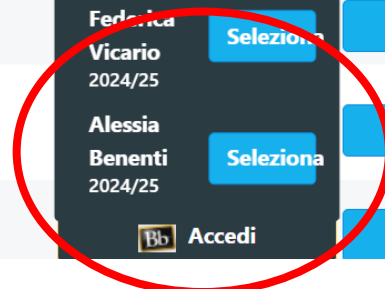 Federica
Vicario
2024/25
Seleziona
Alessia
Benenti
2024/25
Seleziona
Bb Accedi